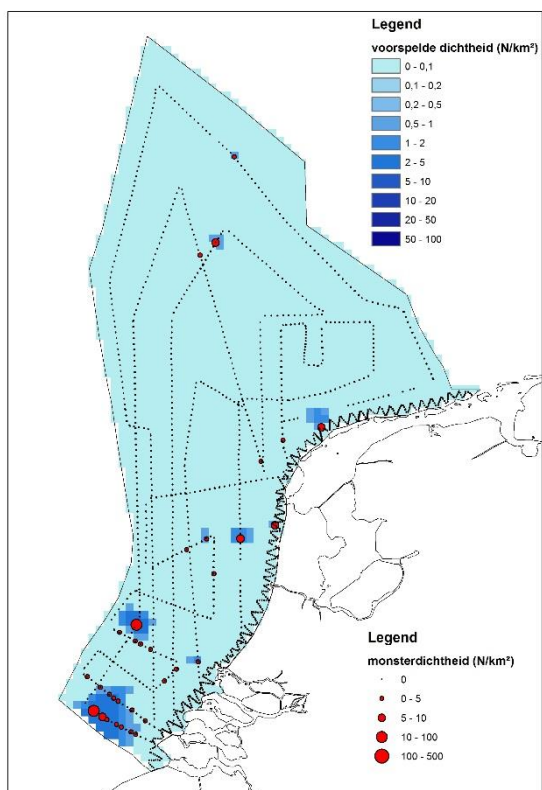 Legend
voorspelde dichtheid (N/km²)
0 - 0,1
0,1 - 0,2
0,2 - 0,5
0,5 - 1
1 - 2
2 - 5
5 - 10
10 - 20
20 - 50
50 - 100
Legend
monsterdichtheid (N/km²)
0
0 - 5
5 - 10
10 - 100
100 - 500